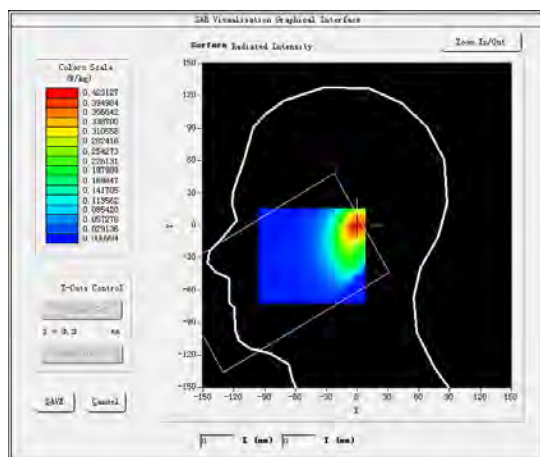 SAR Visualisation Graphical Interface
Surface Radiated Intensity
Zoom In/Out
Colors Scale
(W/kg)
0.423127
0.394984
0.366842
0.338700
0.310558
0.282416
0.254273
0.226131
0.197989
0.169847
0.141705
0.113562
0.085420
0.057278
0.029136
150
120
90
60
30
0
-30
-60
-90
-120
-150
-150 -120 -90 -60 -30 0 30 60 90 120 150
Z-Cuts Control
SAVE
Cancel
0 X (mm) 0 Y (mm)